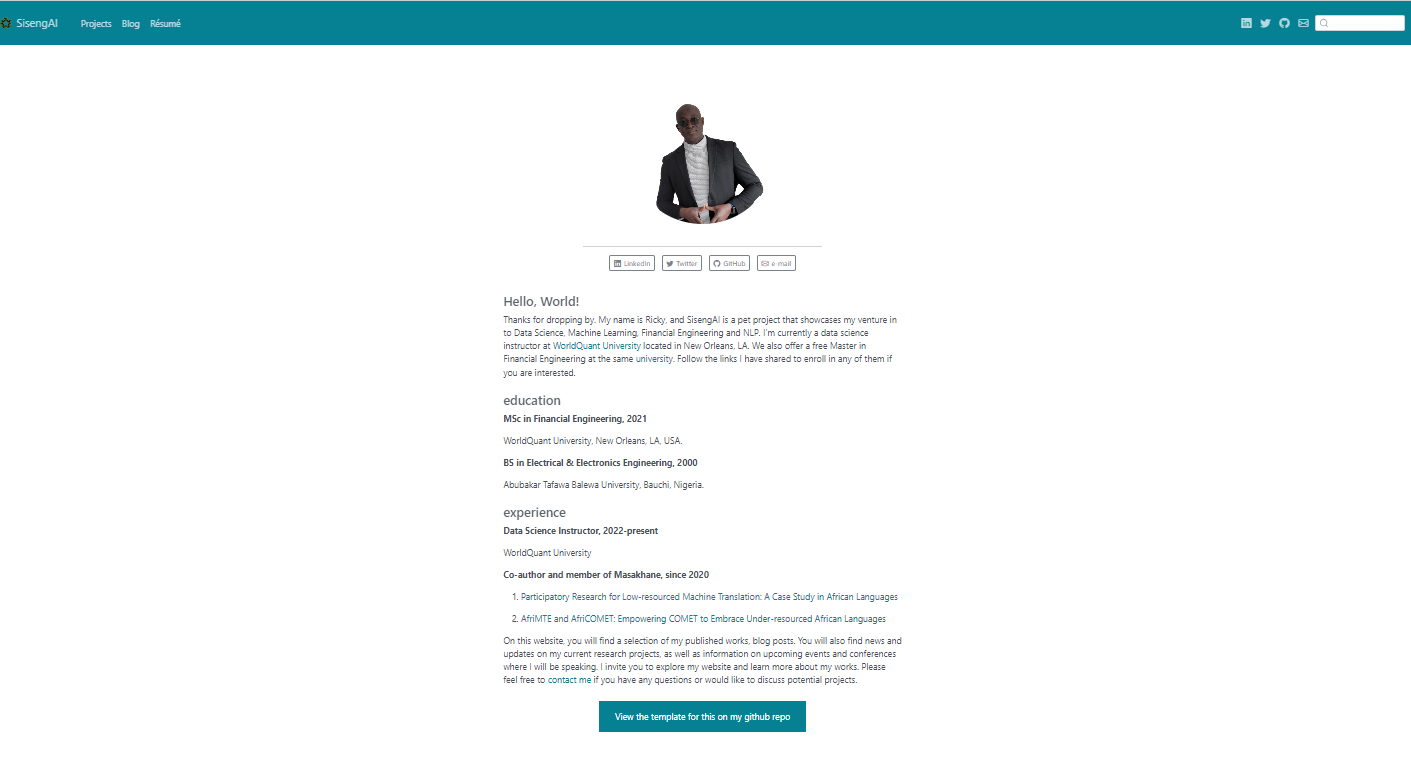 SisengAI Projects Blog Résumé
LinkedIn Twitter GitHub e mail
Hello, World!
Thanks for dropping by. My name is Ricky, and SisengAI is a pet project that showcases my venture in
to Data Science, Machine Learning, Financial Engineering and NLP. I'm currently a data science
instructor at WorldQuant University located in New Orleans, LA. We also offer a free Master in
Financial Engineering at the same university. Follow the links I have shared to enroll in any of them if
you are interested.
education
MSc in Financial Engineering, 2021
WorldQuant University, New Orleans, LA, USA.
BS in Electrical & Electronics Engineering, 2000
Abubakar Tafawa Balewa University, Bauchi, Nigeria.
experience
Data Science Instructor, 2022-present
WorldQuant University
Co-author and member of Masakhane, since 2020
1. Participatory Research for Low-resourced Machine Translation: A Case Study in African Languages
2. AfriMTE and AfriCOMET: Empowering COMET to Embrace Under-resourced African Languages
On this website, you will find a selection of my published works, blog posts. You will also find news and
updates on my current research projects, as well as information on upcoming events and conferences
where I will be speaking. I invite you to explore my website and learn more about my works. Please
feel free to contact me if you have any questions or would like to discuss potential projects.
View the template for this on my github repo